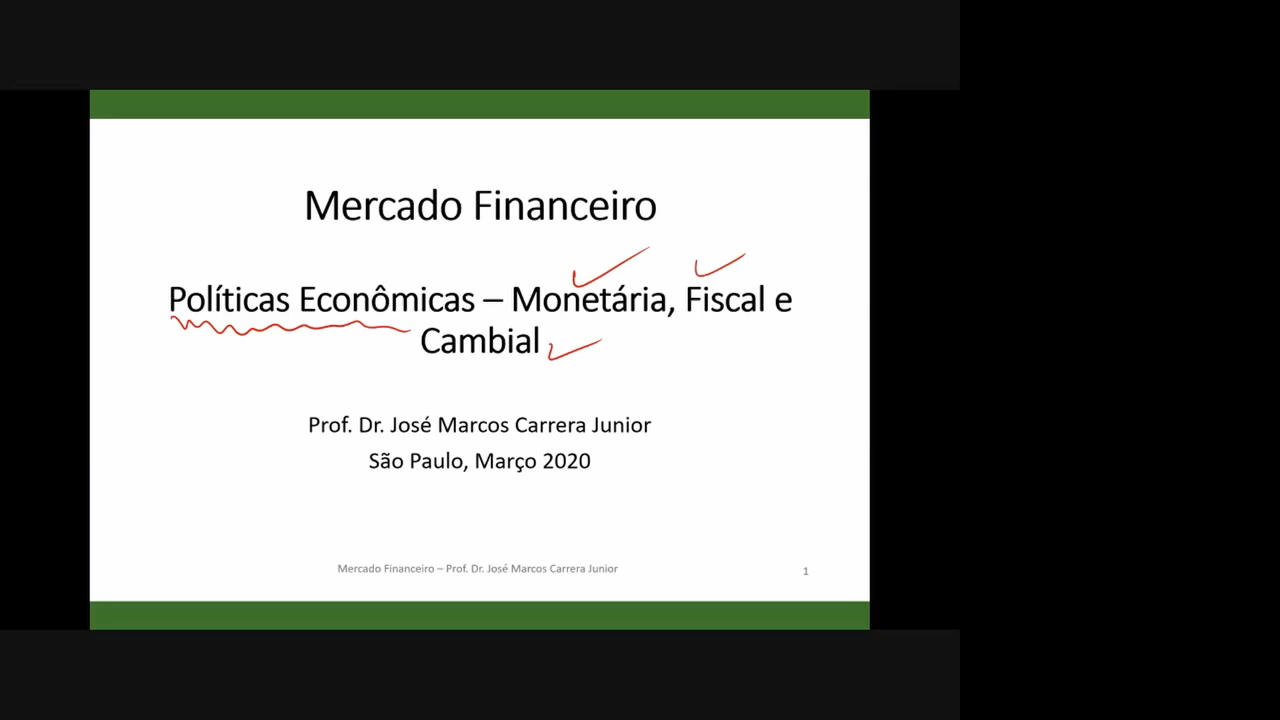 Mercado Financeiro
Políticas Econômicas – Monetária, Fiscal e
Cambial
Prof. Dr. José Marcos Carrera Junior
São Paulo, Março 2020
Mercado Financeiro – Prof. Dr. José Marcos Carrera Junior
1